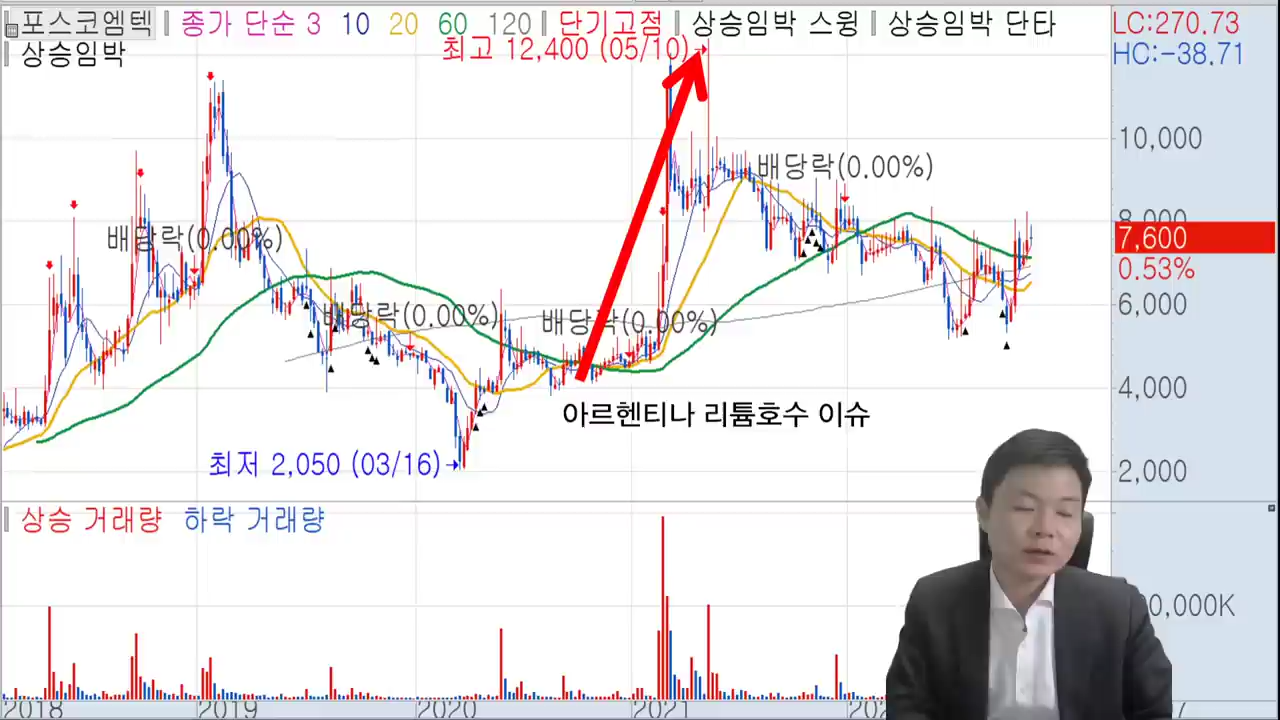 포스코엠텍 종가 단순 3 10 20 60 120 단기고점 상승임박 스윙 상승임박 단타
상승임박
LC:270.73
HC:-38.71
최고 12,400 (05/10)
10,000
배당락(0.00%)
8,000
배당락(0.00%)
7,600
0.53%
6,000
배당락(0.00%)
배당락(0.00%)
4,000
아르헨티나 리튬호수 이슈
최저 2,050 (03/16)
2,000
상승 거래량 하락 거래량
0,000K
2018 2019 2020 2021